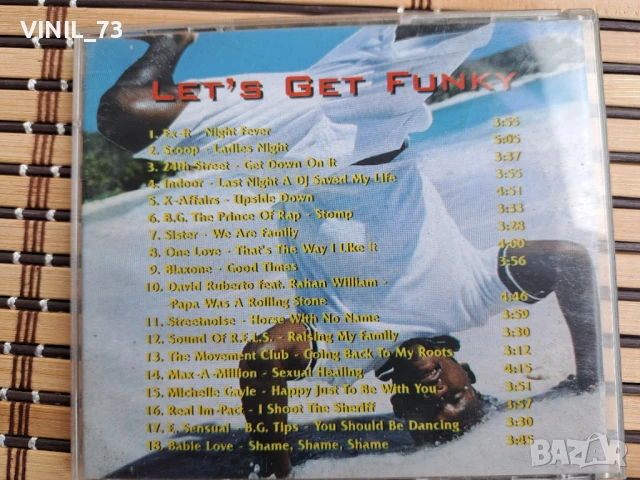 VINIL_73
LET'S GET FUNKY
1. Ex-It - Night Fever 3:55
2. Scoop - Ladies Night 5:05
3. 24th Street - Get Down On It 3:37
4. Indoor - Last Night A DJ Saved My Life 3:55
5. X-Affairs - Upside Down 4:51
6. B.G. The Prince Of Rap - Stomp 3:33
7. Sister - We Are Family 3:28
8. One Love - That's The Way I Like It 4:00
9. Blaxone - Good Times 3:56
10. David Ruberto feat. Rahan William -
Papa Was A Rolling Stone 4:46
11. Streetnoise - Horse With No Name 3:59
12. Sound Of R.E.L.S. - Raising My Family 3:30
13. The Movement Club - Going Back To My Roots 3:12
14. Max-A-Million - Sexual Healing 4:15
15. Michelle Gayle - Happy Just To Be With You 3:51
16. Real Im-Pact - I Shoot The Sheriff 3:57
17. E. Sensual - B.G. Tips - You Should Be Dancing 3:30
18. Babie Love - Shame, Shame, Shame 3:45
bazar